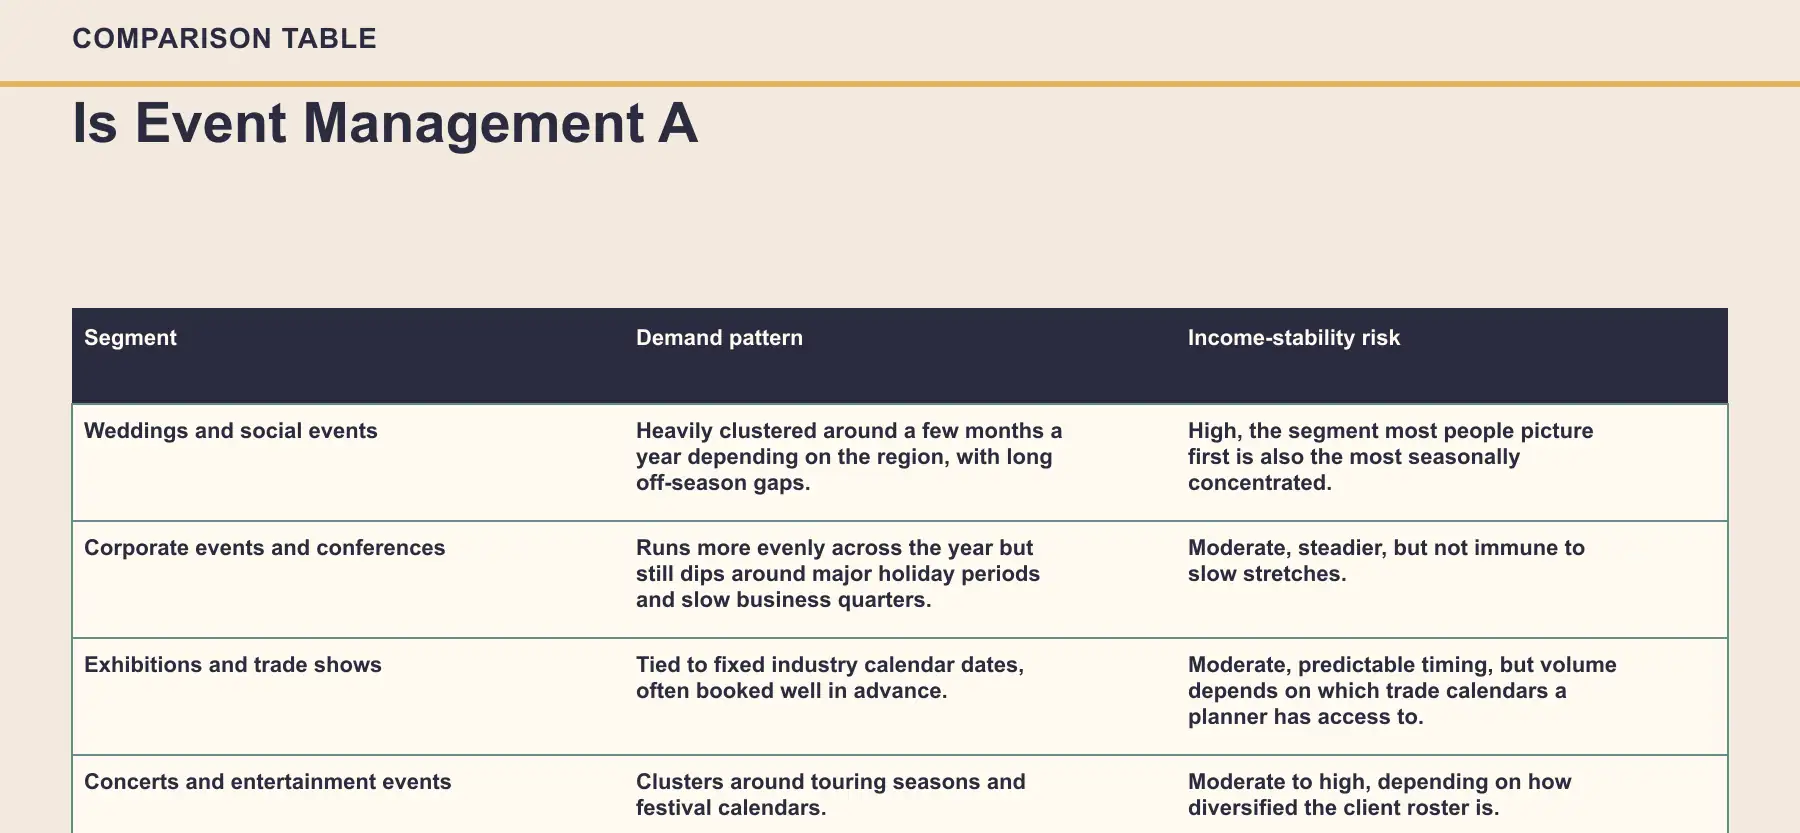 COMPARISON TABLE
Is Event Management A
Segment
Demand pattern
Income-stability risk
Weddings and social events
Heavily clustered around a few months a
year depending on the region, with long
off-season gaps.
High, the segment most people picture
first is also the most seasonally
concentrated.
Corporate events and conferences
Runs more evenly across the year but
still dips around major holiday periods
and slow business quarters.
Moderate, steadier, but not immune to
slow stretches.
Exhibitions and trade shows
Tied to fixed industry calendar dates,
often booked well in advance.
Moderate, predictable timing, but volume
depends on which trade calendars a
planner has access to.
Concerts and entertainment events
Clusters around touring seasons and
festival calendars.
Moderate to high, depending on how
diversified the client roster is.